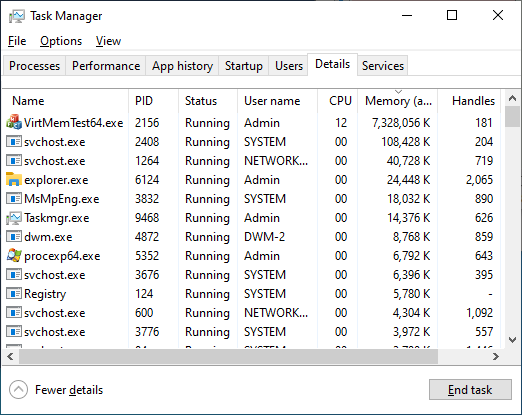 Task Manager
File Options View
Processes Performance App history Startup Users Details Services
Name PID Status User name CPU Memory (a... Handles
VirtMemTest64.exe 2156 Running Admin 12 7,328,056 K 181
svchost.exe 2408 Running SYSTEM 00 108,428 K 204
svchost.exe 1264 Running NETWORK... 00 40,728 K 719
explorer.exe 6124 Running Admin 00 24,448 K 2,065
MsMpEng.exe 3832 Running SYSTEM 00 18,032 K 890
Taskmgr.exe 9468 Running Admin 00 14,376 K 626
dwm.exe 4872 Running DWM-2 00 8,768 K 859
procexp64.exe 5352 Running Admin 00 6,792 K 643
svchost.exe 3676 Running SYSTEM 00 6,396 K 395
Registry 124 Running SYSTEM 00 5,780 K -
svchost.exe 600 Running NETWORK... 00 4,304 K 1,092
svchost.exe 3776 Running SYSTEM 00 3,972 K 557
Fewer details End task